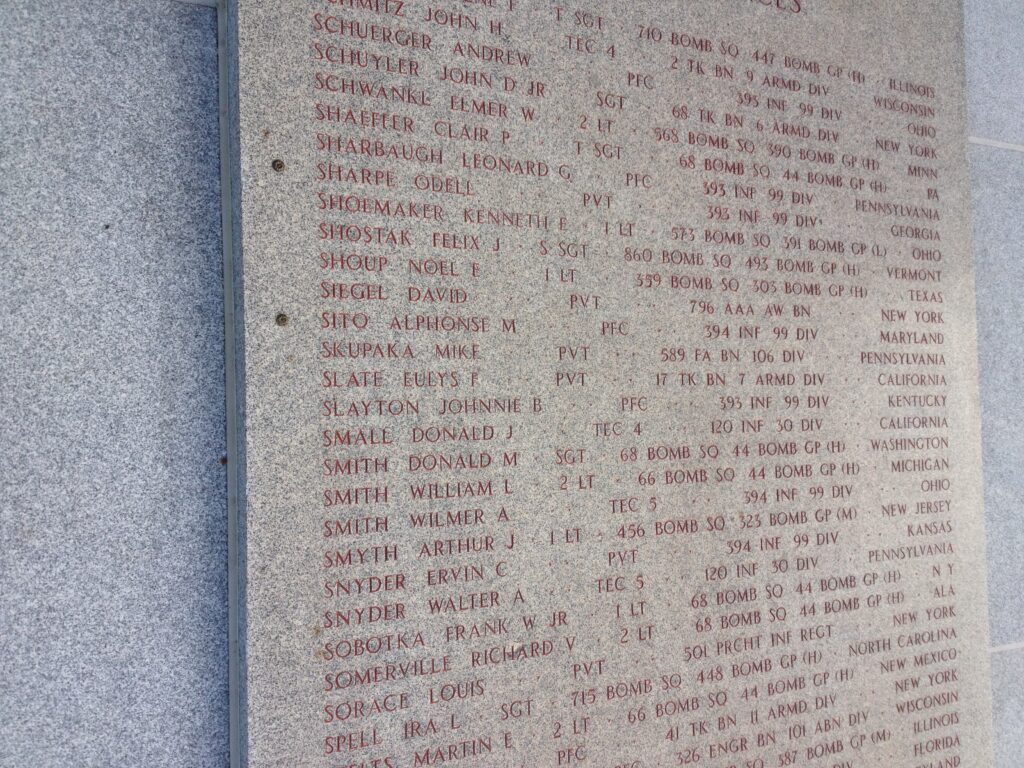 T SGT · 710 BOMB SQ 447 BOMB GP (H) · ILLINOIS
SCHMITZ JOHN H · TEC 4 · 2 TK BN 9 ARMD DIV · WISCONSIN
SCHUERGER ANDREW · PFC · 395 INF 99 DIV · OHIO
SCHUYLER JOHN D JR · SGT · 68 TK BN 6 ARMD DIV · NEW YORK
SCHWANKL ELMER W · 2 LT · 568 BOMB SQ 390 BOMB GP (H) · MINN
SHAEFFER CLAIR P · T SGT · 68 BOMB SQ 44 BOMB GP (H) · PA
SHARBAUGH LEONARD G · PFC · 393 INF 99 DIV · PENNSYLVANIA
SHARPE ODELL · PVT · 393 INF 99 DIV · GEORGIA
SHOEMAKER KENNETH E · 1 LT · 573 BOMB SQ 391 BOMB GP (L) · OHIO
SHOSTAK FELIX J · S SGT · 860 BOMB SQ 493 BOMB GP (H) · VERMONT
SHOUP NOEL E · 1 LT · 359 BOMB SQ 303 BOMB GP (H) · TEXAS
SIEGEL DAVID · PVT · 796 AAA AW BN · NEW YORK
SITO ALPHONSE M · PFC · 394 INF 99 DIV · MARYLAND
SKUPAKA MIKE · PVT · 589 FA BN 106 DIV · PENNSYLVANIA
SLATE EULYS F · PVT · 17 TK BN 7 ARMD DIV · CALIFORNIA
SLAYTON JOHNNIE B · PFC · 393 INF 99 DIV · KENTUCKY
SMALL DONALD J · TEC 4 · 120 INF 30 DIV · CALIFORNIA
SMITH DONALD M · SGT · 68 BOMB SQ 44 BOMB GP (H) · WASHINGTON
SMITH WILLIAM L · 2 LT · 66 BOMB SQ 44 BOMB GP (H) · MICHIGAN
SMITH WILMER A · TEC 5 · 394 INF 99 DIV · OHIO
SMYTH ARTHUR J · 1 LT · 456 BOMB SQ 323 BOMB GP (M) · NEW JERSEY
SNYDER ERVIN C · PVT · 394 INF 99 DIV · KANSAS
SNYDER WALTER A · TEC 5 · 120 INF 30 DIV · PENNSYLVANIA
SOBOTKA FRANK W JR · 1 LT · 68 BOMB SQ 44 BOMB GP (H) · N Y
SOMERVILLE RICHARD V · 2 LT · 68 BOMB SQ 44 BOMB GP (H) · ALA
SORAGE LOUIS · PVT · 501 PRCHT INF REGT · NEW YORK
SPELL IRA L · SGT · 715 BOMB SQ 448 BOMB GP (H) · NORTH CAROLINA
MARTIN E · 2 LT · 66 BOMB SQ 44 BOMB GP (H) · NEW MEXICO
PFC · 41 TK BN 11 ARMD DIV · NEW YORK
PFC · 326 ENGR BN 101 ABN DIV · WISCONSIN
SQ 387 BOMB GP (M) · ILLINOIS
DIV · FLORIDA